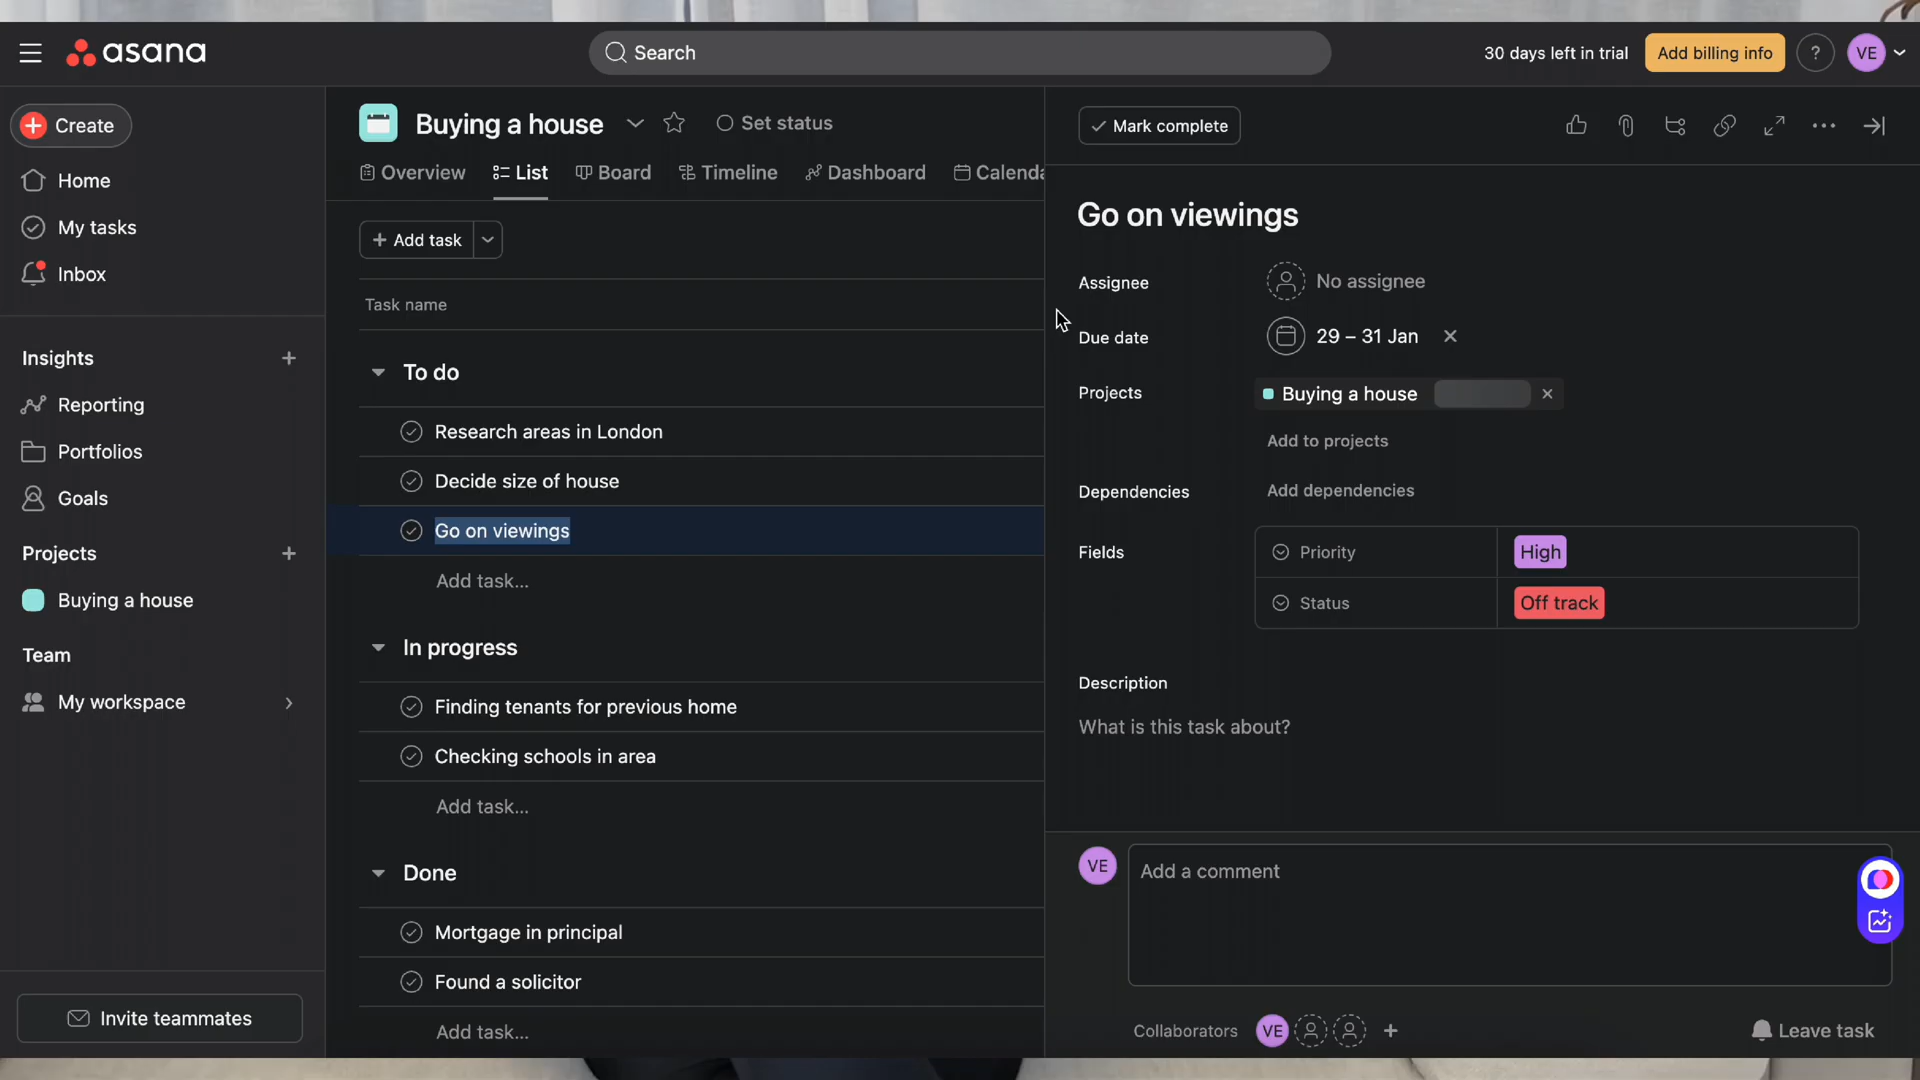 asana
Search
30 days left in trial
Add billing info
?
VE
Create
Home
My tasks
Inbox
Insights
Reporting
Portfolios
Goals
Projects
Buying a house
Team
My workspace
Invite teammates
Buying a house
Set status
Overview
List
Board
Timeline
Dashboard
Calenda
Add task
Task name
To do
Research areas in London
Decide size of house
Go on viewings
Add task...
In progress
Finding tenants for previous home
Checking schools in area
Add task...
Done
Mortgage in principal
Found a solicitor
Add task...
Mark complete
Go on viewings
Assignee
No assignee
Due date
29 – 31 Jan
Projects
Buying a house
Add to projects
Dependencies
Add dependencies
Fields
Priority
High
Status
Off track
Description
What is this task about?
VE
Add a comment
Collaborators
VE
Leave task